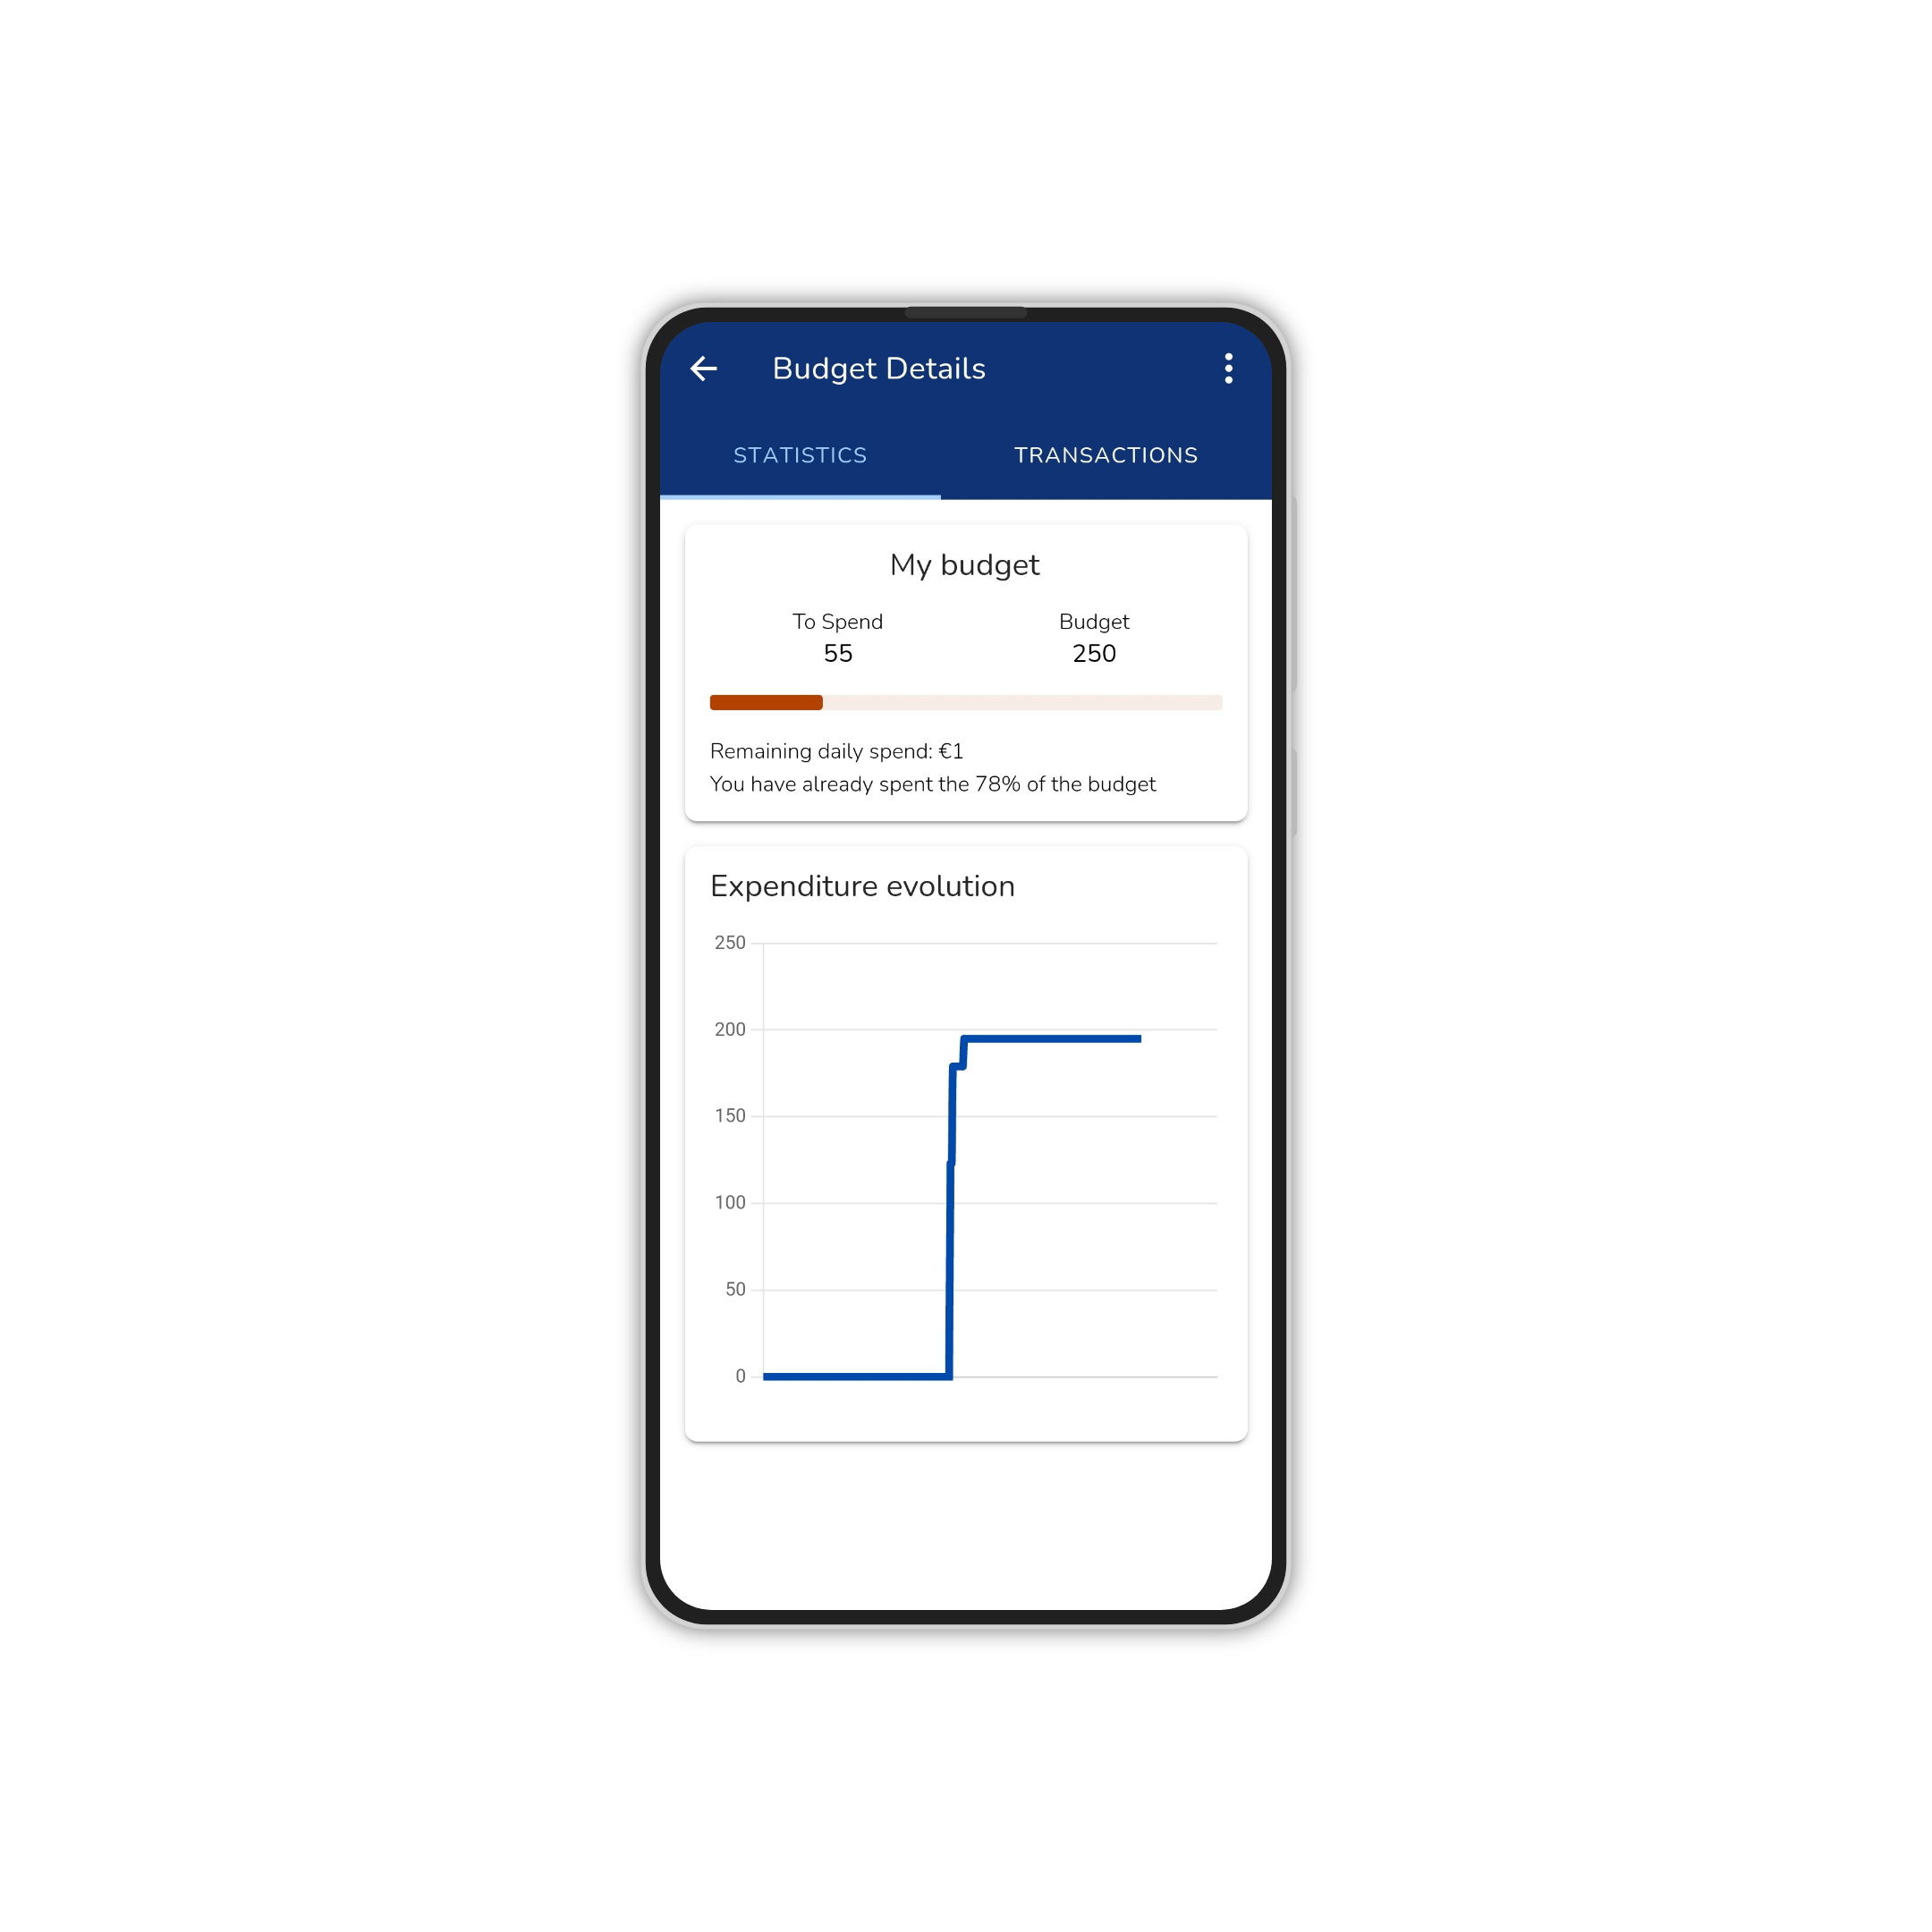 Budget Details
STATISTICS TRANSACTIONS
My budget
To Spend Budget
55 250
Remaining daily spend: €1
You have already spent the 78% of the budget
Expenditure evolution
250
200
150
100
50
0